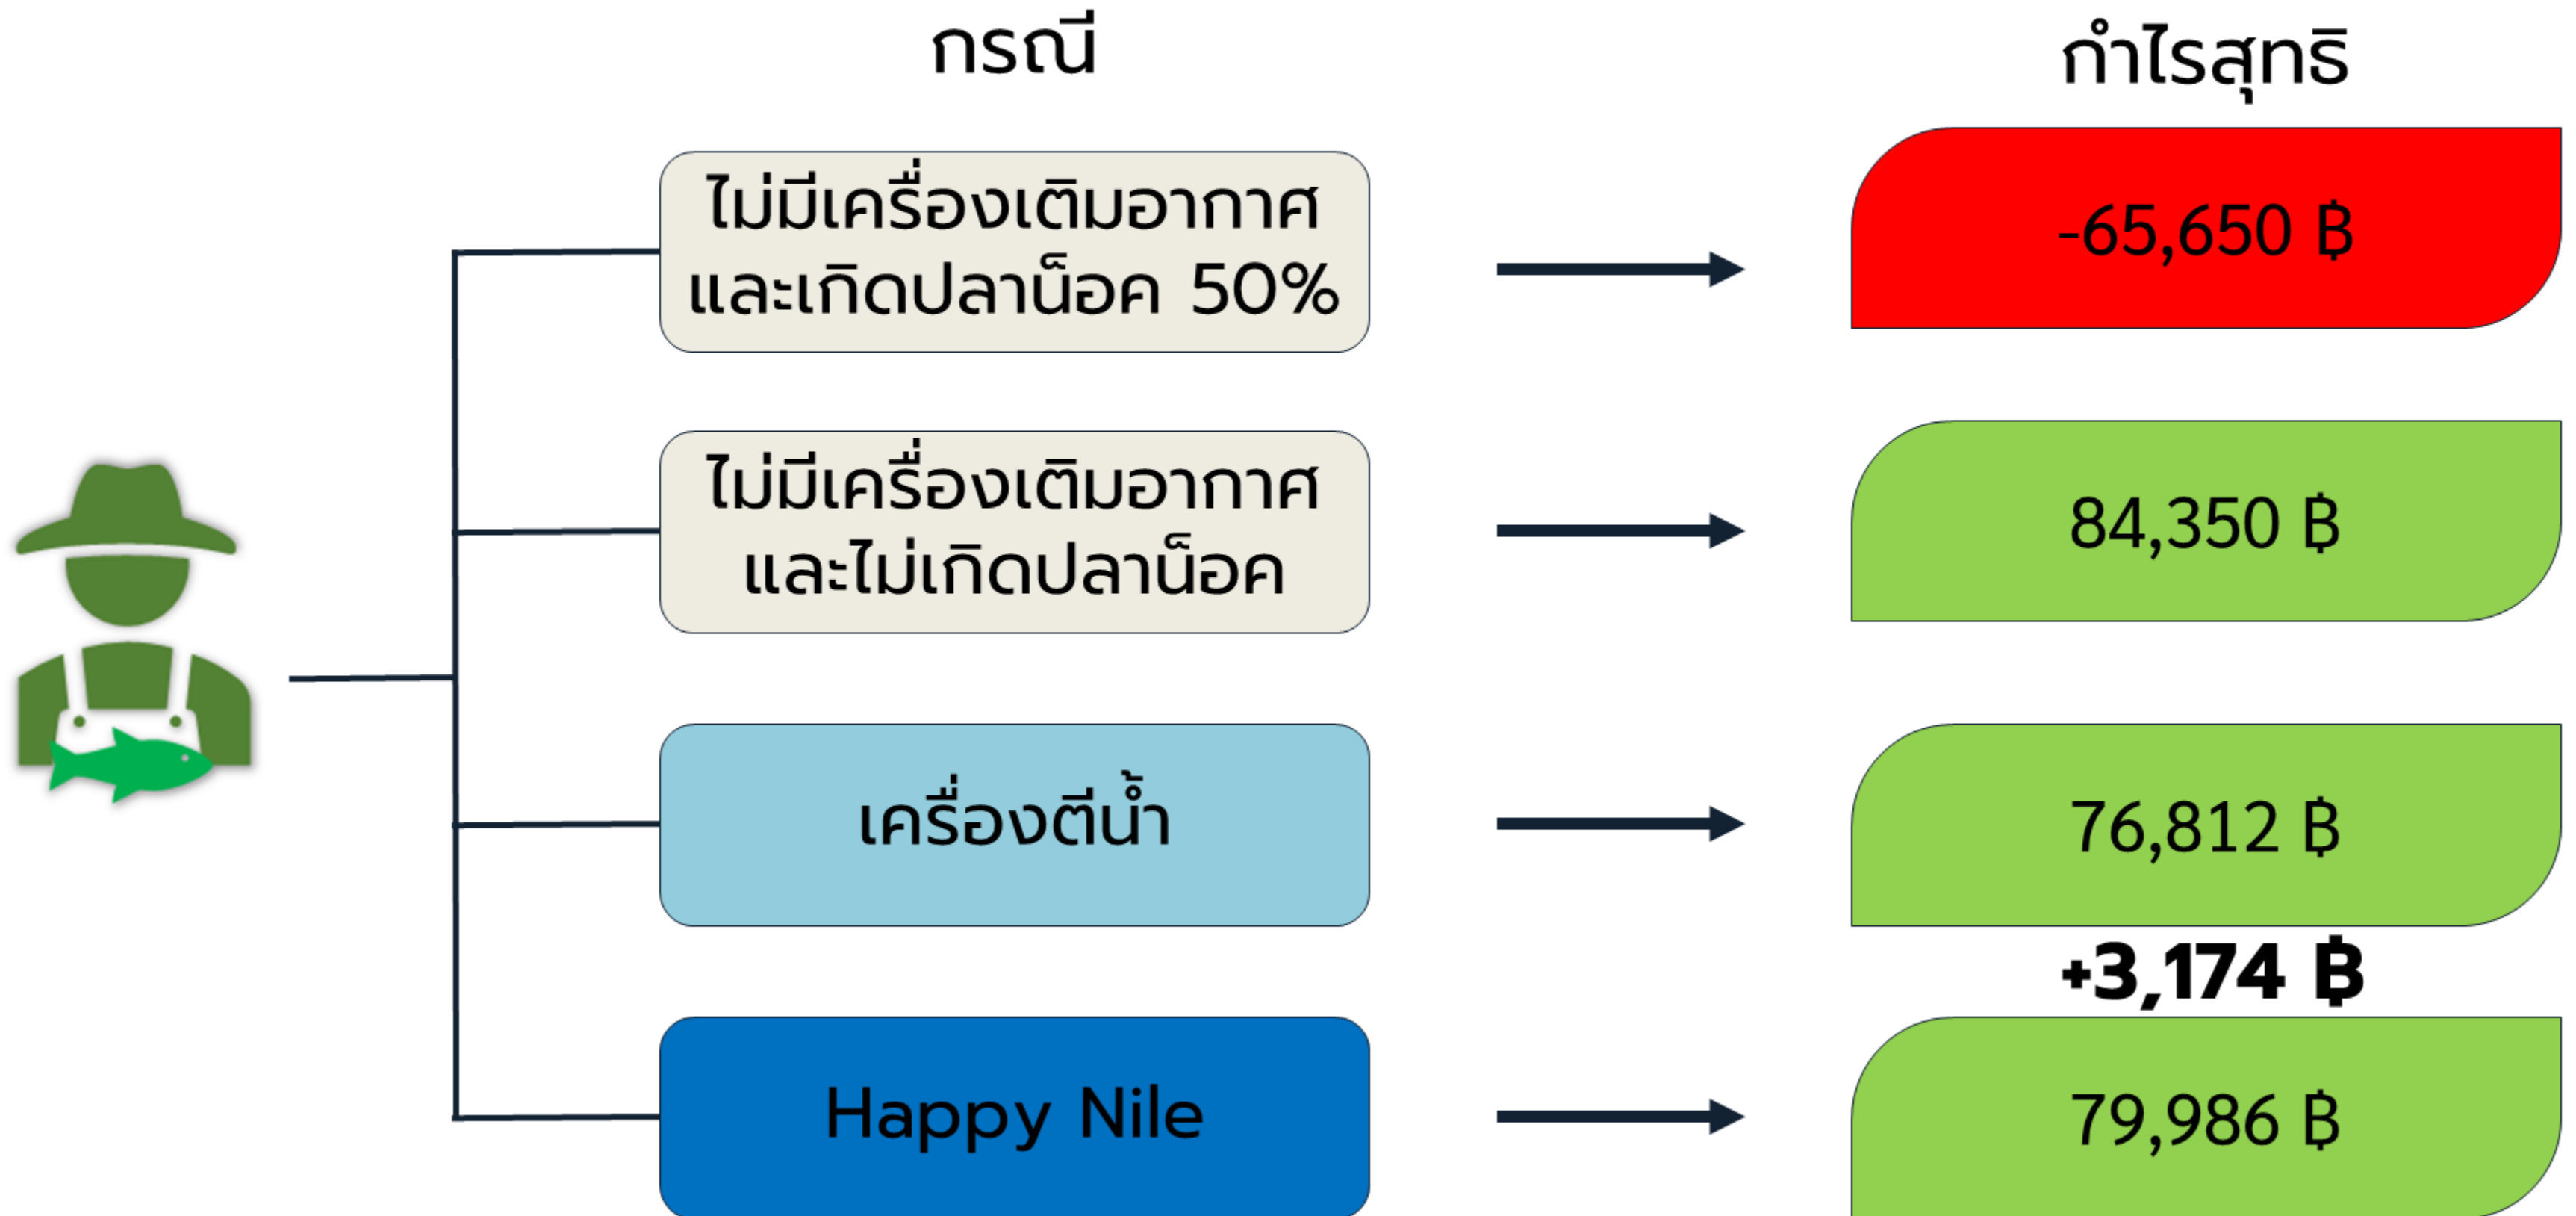 กรณี
กำไรสุทธิ
ไม่มีเครื่องเติมอากาศ
และเกิดปลาน็อค 50%
-65,650 ฿
ไม่มีเครื่องเติมอากาศ
และไม่เกิดปลาน็อค
84,350 ฿
เครื่องตีน้ำ
76,812 ฿
+3,174 ฿
Happy Nile
79,986 ฿